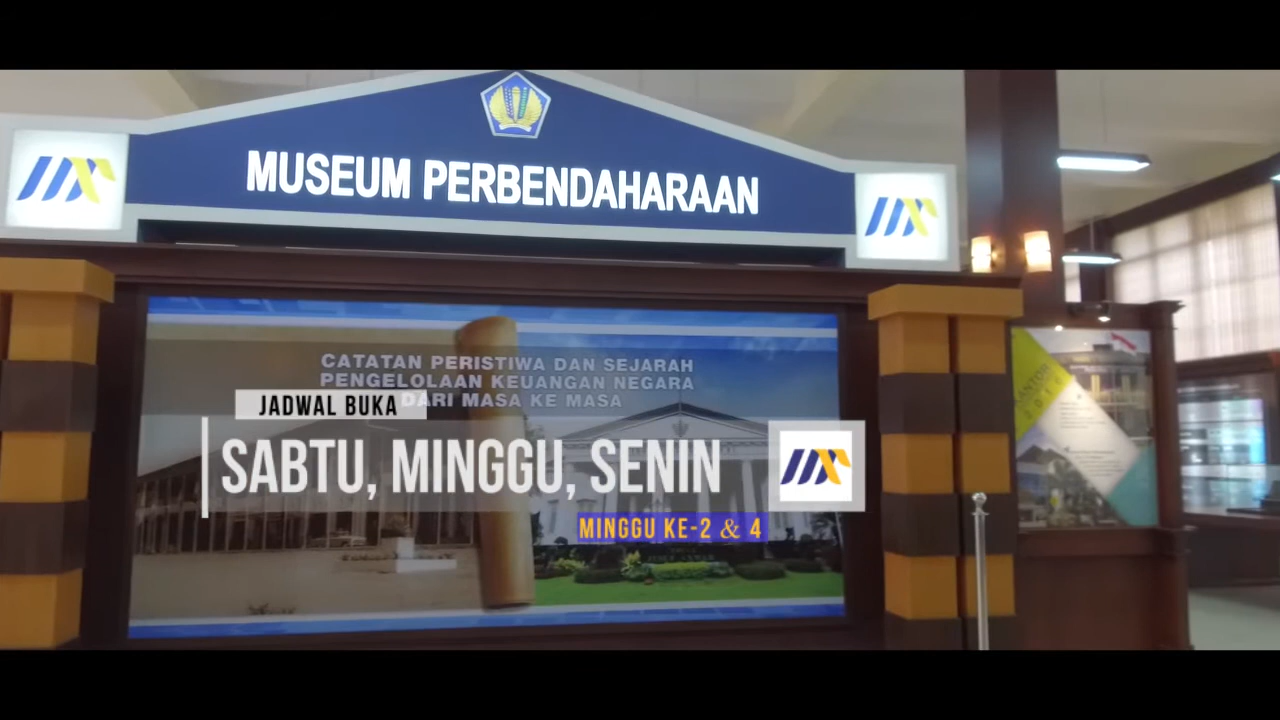 MUSEUM PERBENDAHARAAN
CATATAN PERISTIWA DAN SEJARAH
PENGELOLAAN KEUANGAN NEGARA
DARI MASA KE MASA
JADWAL BUKA
SABTU, MINGGU, SENIN
MINGGU KE-2 & 4
KANTOR